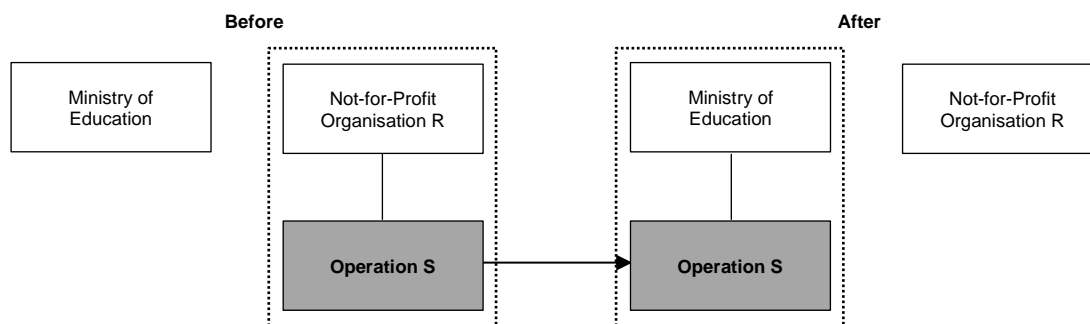 Before
After
Ministry of
Education
Not-for-Profit
Organisation R
Ministry of
Education
Not-for-Profit
Organisation R
Operation S
Operation S